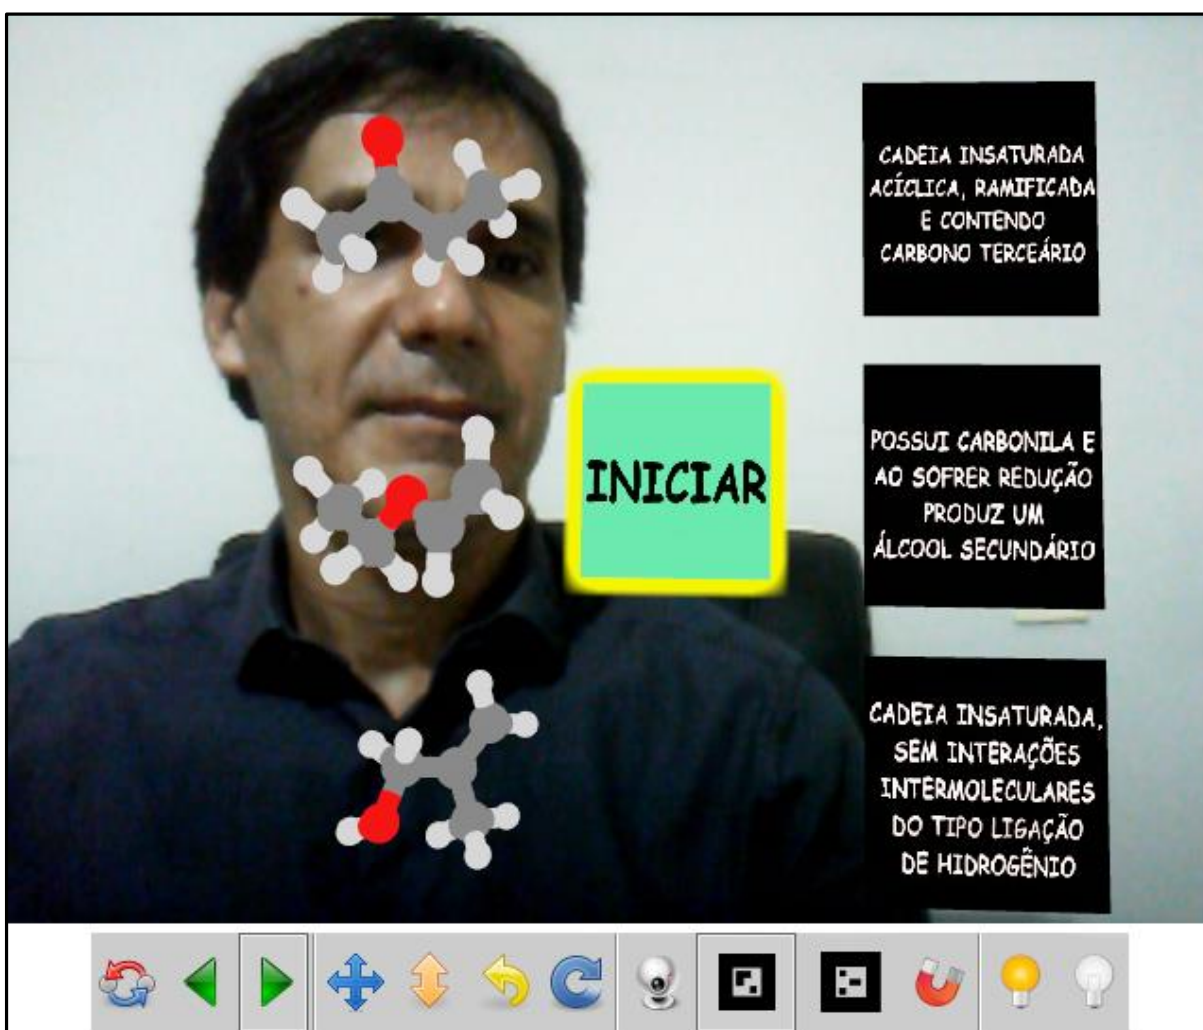 CADEIA INSATURADA
ACÍCLICA, RAMIFICADA
E CONTENDO
CARBONO TERCEÁRIO
INICIAR
POSSUI CARBONILA E
AO SOFRER REDUÇÃO
PRODUZ UM
ÁLCOOL SECUNDÁRIO
CADEIA INSATURADA,
SEM INTERAÇÕES
INTERMOLECULARES
DO TIPO LIGAÇÃO
DE HIDROGÊNIO